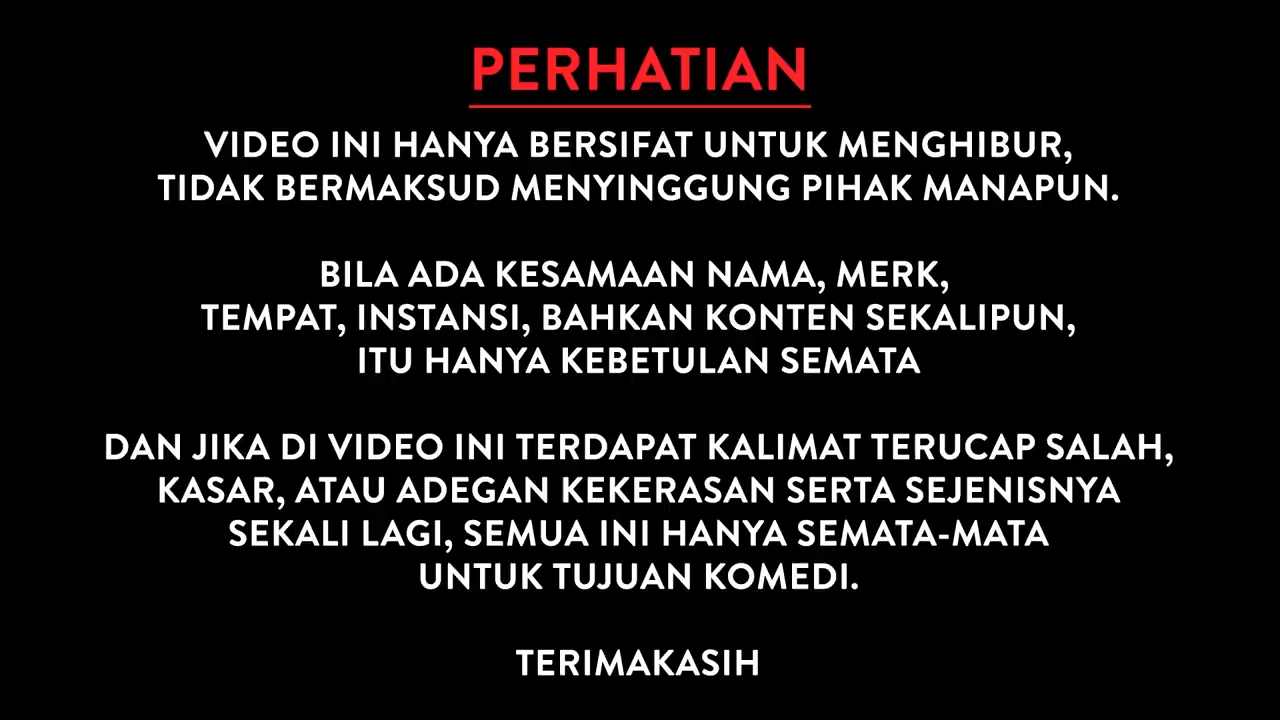 PERHATIAN
VIDEO INI HANYA BERSIFAT UNTUK MENGHIBUR,
TIDAK BERMAKSUD MENYINGGUNG PIHAK MANAPUN.
BILA ADA KESAMAAN NAMA, MERK,
TEMPAT, INSTANSI, BAHKAN KONTEN SEKALIPUN,
ITU HANYA KEBETULAN SEMATA
DAN JIKA DI VIDEO INI TERDAPAT KALIMAT TERUCAP SALAH,
KASAR, ATAU ADEGAN KEKERASAN SERTA SEJENISNYA
SEKALI LAGI, SEMUA INI HANYA SEMATA-MATA
UNTUK TUJUAN KOMEDI.
TERIMAKASIH